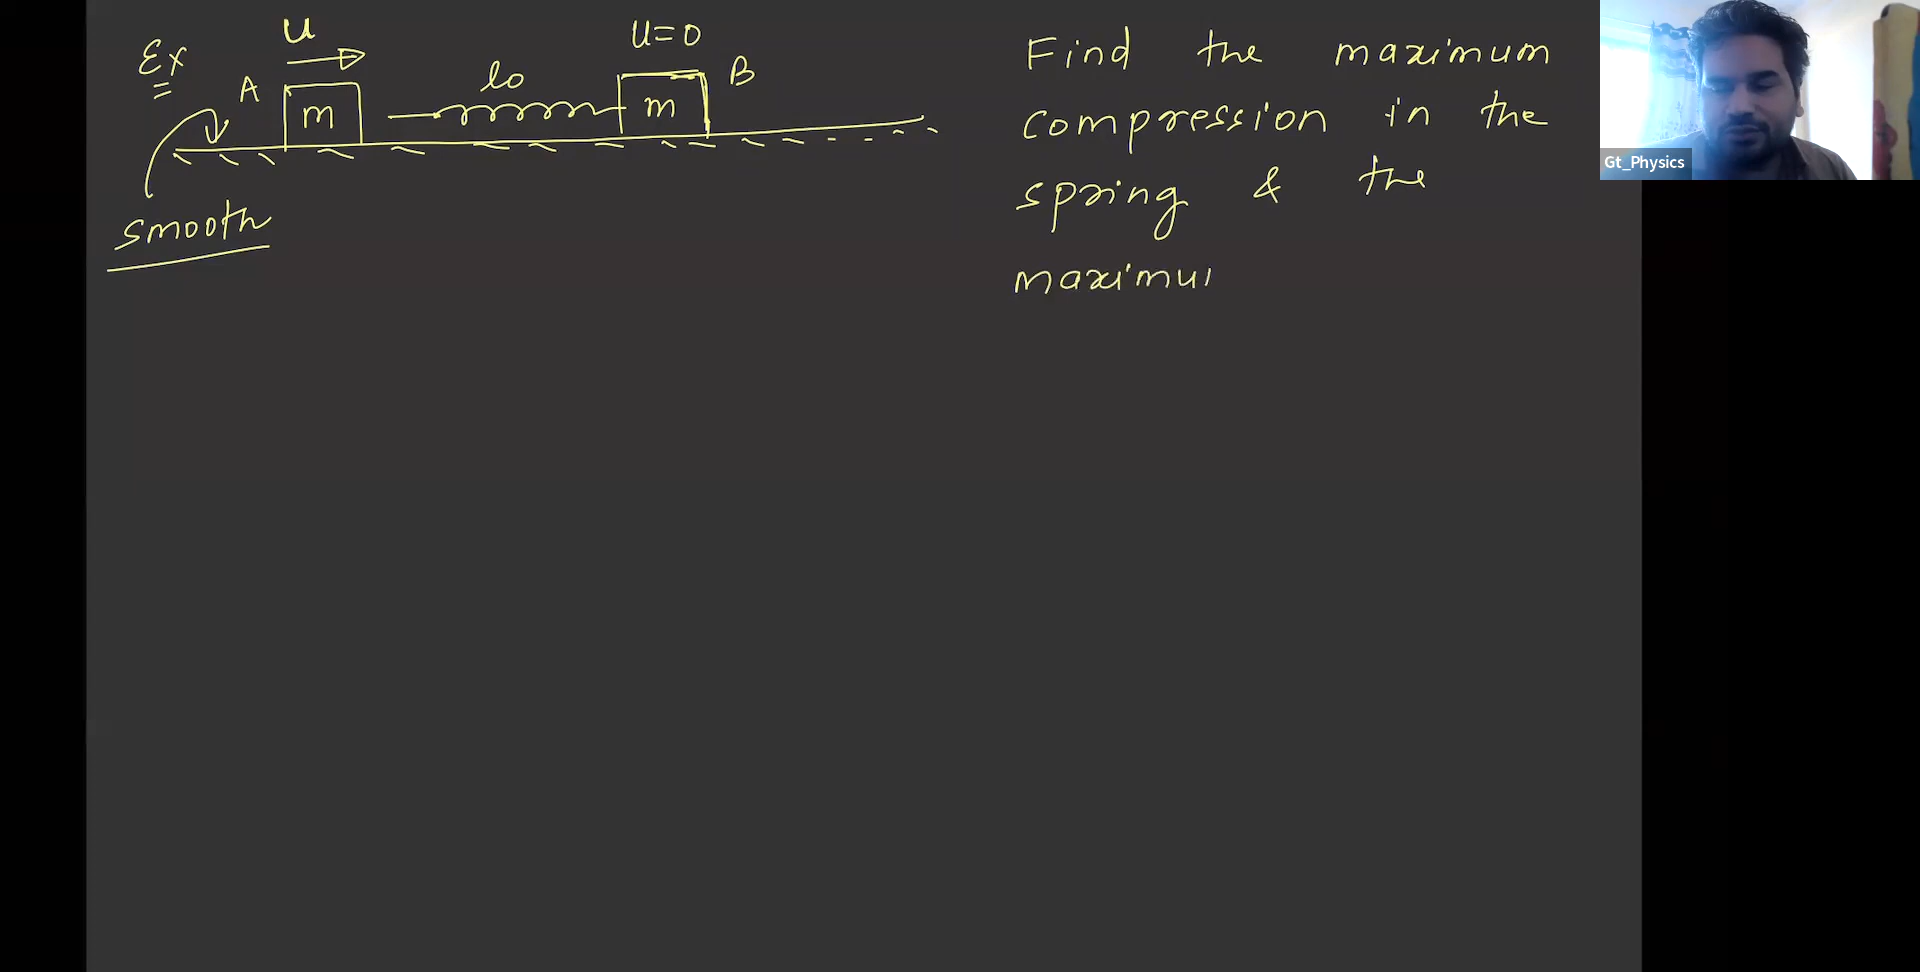 Ex
u
A
m
lo
u=0
m
B
smooth
Find the maximum
compression in the
spring & the
maximu
Gt_Physics